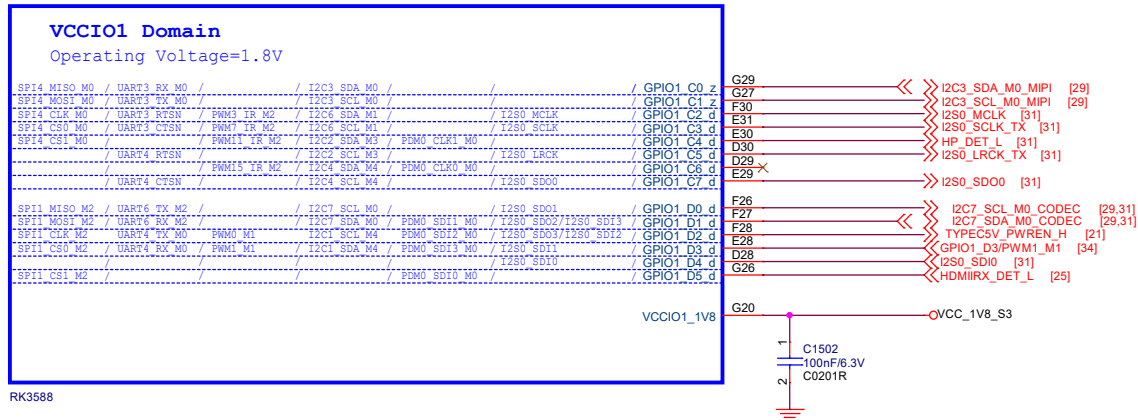 VCCIO1 Domain
Operating Voltage=1.8V
SPI4_MISO_M0 / UART3_RX_M0 / / I2C3_SDA_M0 / / / GPIO1_C0_z G29 I2C3_SDA_M0_MIPI [29]
SPI4_MOSI_M0 / UART3_TX_M0 / / I2C3_SCL_M0 / / / GPIO1_C1_z G27 I2C3_SCL_M0_MIPI [29]
SPI4_CLK_M0 / UART3_RTSN / PWM3_IR_M2 / I2C6_SDA_M1 / / I2S0_MCLK / GPIO1_C2_d F30 I2S0_MCLK [31]
SPI4_CS0_M0 / UART3_CTSN / PWM7_IR_M2 / I2C6_SCL_M1 / / I2S0_SCLK / GPIO1_C3_d E31 I2S0_SCLK_TX [31]
SPI4_CS1_M0 / / PWM11_IR_M2 / I2C2_SDA_M3 / PDM0_CLK1_M0 / / GPIO1_C4_d E30 HP_DET_L [31]
/ UART4_RTSN / / I2C2_SCL_M3 / / I2S0_LRCK / GPIO1_C5_d D30 I2S0_LRCK_TX [31]
/ / PWM15_IR_M2 / I2C4_SDA_M4 / PDM0_CLK0_M0 / / GPIO1_C6_d D29
/ UART4_CTSN / / I2C4_SCL_M4 / / I2S0_SDO0 / GPIO1_C7_d E29 I2S0_SDO0 [31]
SPI1_MISO_M2 / UART6_TX_M2 / / I2C7_SCL_M0 / / I2S0_SDO1 / GPIO1_D0_d F26 I2C7_SCL_M0_CODEC [29,31]
SPI1_MOSI_M2 / UART6_RX_M2 / / I2C7_SDA_M0 / PDM0_SDI1_M0 / I2S0_SDO2/I2S0_SDI3 / GPIO1_D1_d F27 I2C7_SDA_M0_CODEC [29,31]
SPI1_CLK_M2 / UART4_TX_M0 / PWM0_M1 / I2C1_SCL_M4 / PDM0_SDI2_M0 / I2S0_SDO3/I2S0_SDI2 / GPIO1_D2_d F28 TYPEC5V_PWREN_H [21]
SPI1_CS0_M2 / UART4_RX_M0 / PWM1_M1 / I2C1_SDA_M4 / PDM0_SDI3_M0 / I2S0_SDI1 / GPIO1_D3_d E28 GPIO1_D3/PWM1_M1 [34]
/ / / / / I2S0_SDI0 / GPIO1_D4_d D28 I2S0_SDI0 [31]
SPI1_CS1_M2 / / / / PDM0_SDI0_M0 / / GPIO1_D5_d G26 HDMIIRX_DET_L [25]
VCCIO1_1V8 G20 VCC_1V8_S3
1
C1502
100nF/6.3V
C0201R
2
RK3588